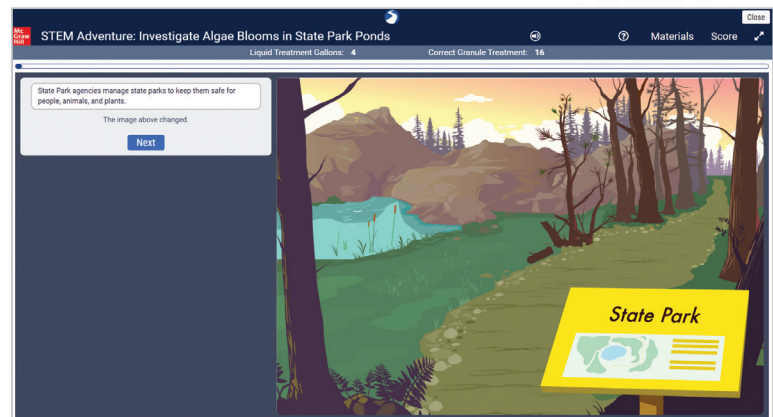 Close
Mc Graw Hill
STEM Adventure: Investigate Algae Blooms in State Park Ponds
Materials
Score
Liquid Treatment Gallons: 4
Correct Granule Treatment: 16
State Park agencies manage state parks to keep them safe for
people, animals, and plants.
The image above changed.
Next
State Park